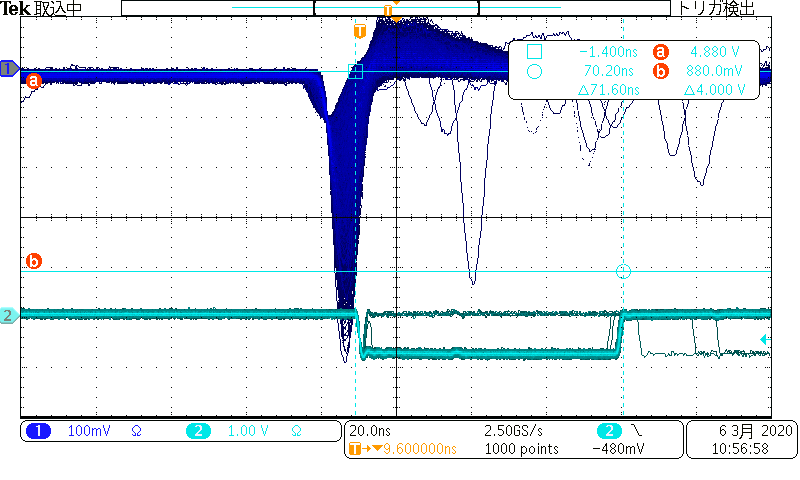 Tek 取込中 トリガ検出
T
T
1
a
-1.400ns a 4.880 V
70.20ns b 880.0mV
Δ71.60ns Δ4.000 V
b
2
1 100mV Ω 2 1.00 V Ω
20.0ns 2.50GS/s 2
T→▼9.600000ns 1000 points -480mV
6 3月 2020
10:56:58